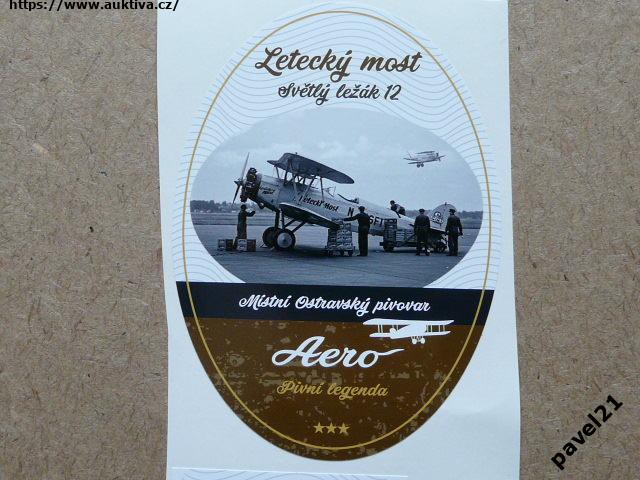 https://www.auktiva.cz/
Letecký most
Světlý ležák 12
Letecký Most
Místní Ostravský pivovar
Aero
Pivní legenda
pavel21